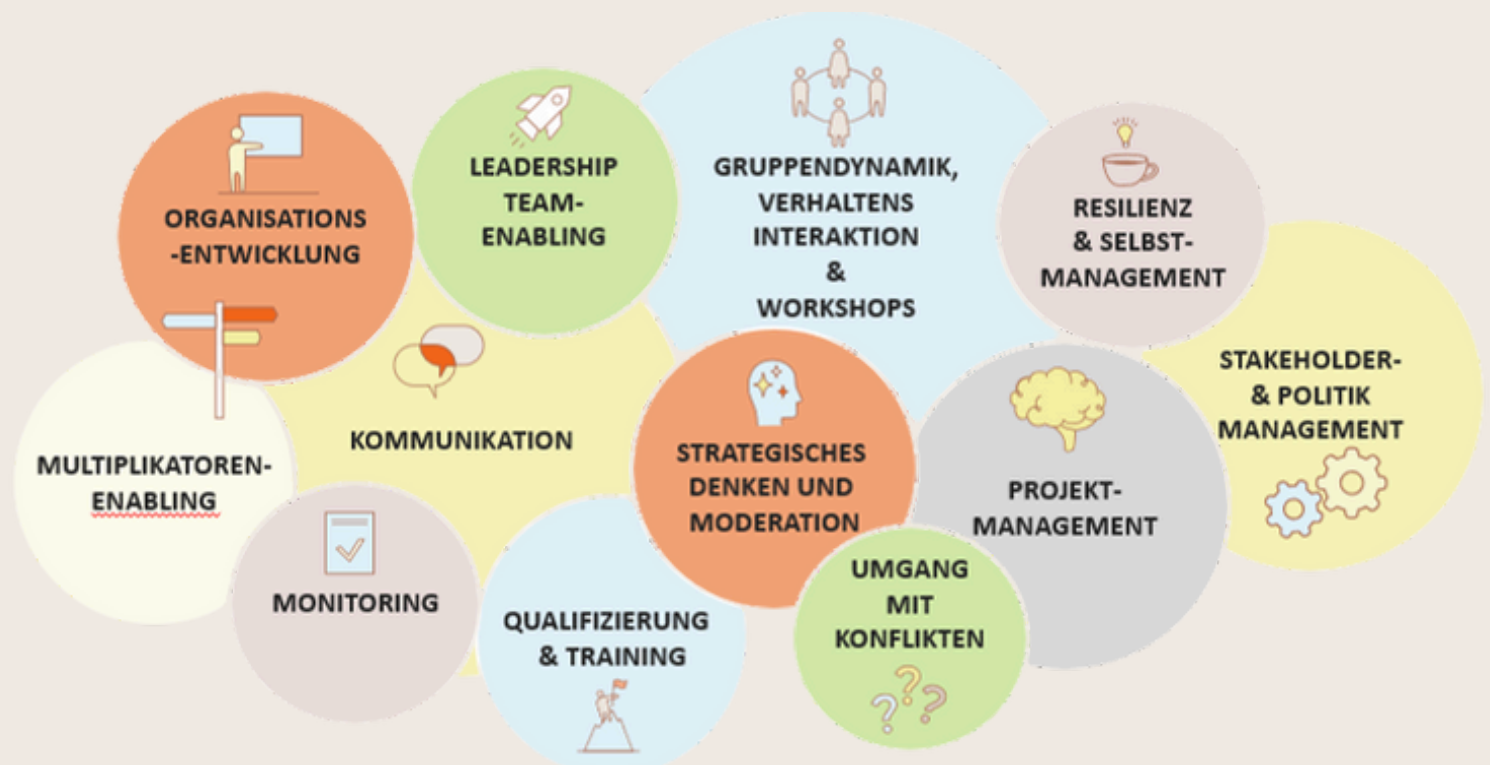 ORGANISATIONS
-ENTWICKLUNG
LEADERSHIP
TEAM-
ENABLING
GRUPPENDYNAMIK,
VERHALTENS
INTERAKTION
&
WORKSHOPS
RESILIENZ
& SELBST-
MANAGEMENT
STAKEHOLDER-
& POLITIK
MANAGEMENT
KOMMUNIKATION
MULTIPLIKATOREN-
ENABLING
STRATEGISCHES
DENKEN UND
MODERATION
PROJEKT-
MANAGEMENT
MONITORING
QUALIFIZIERUNG
& TRAINING
UMGANG
MIT
KONFLIKTEN
???